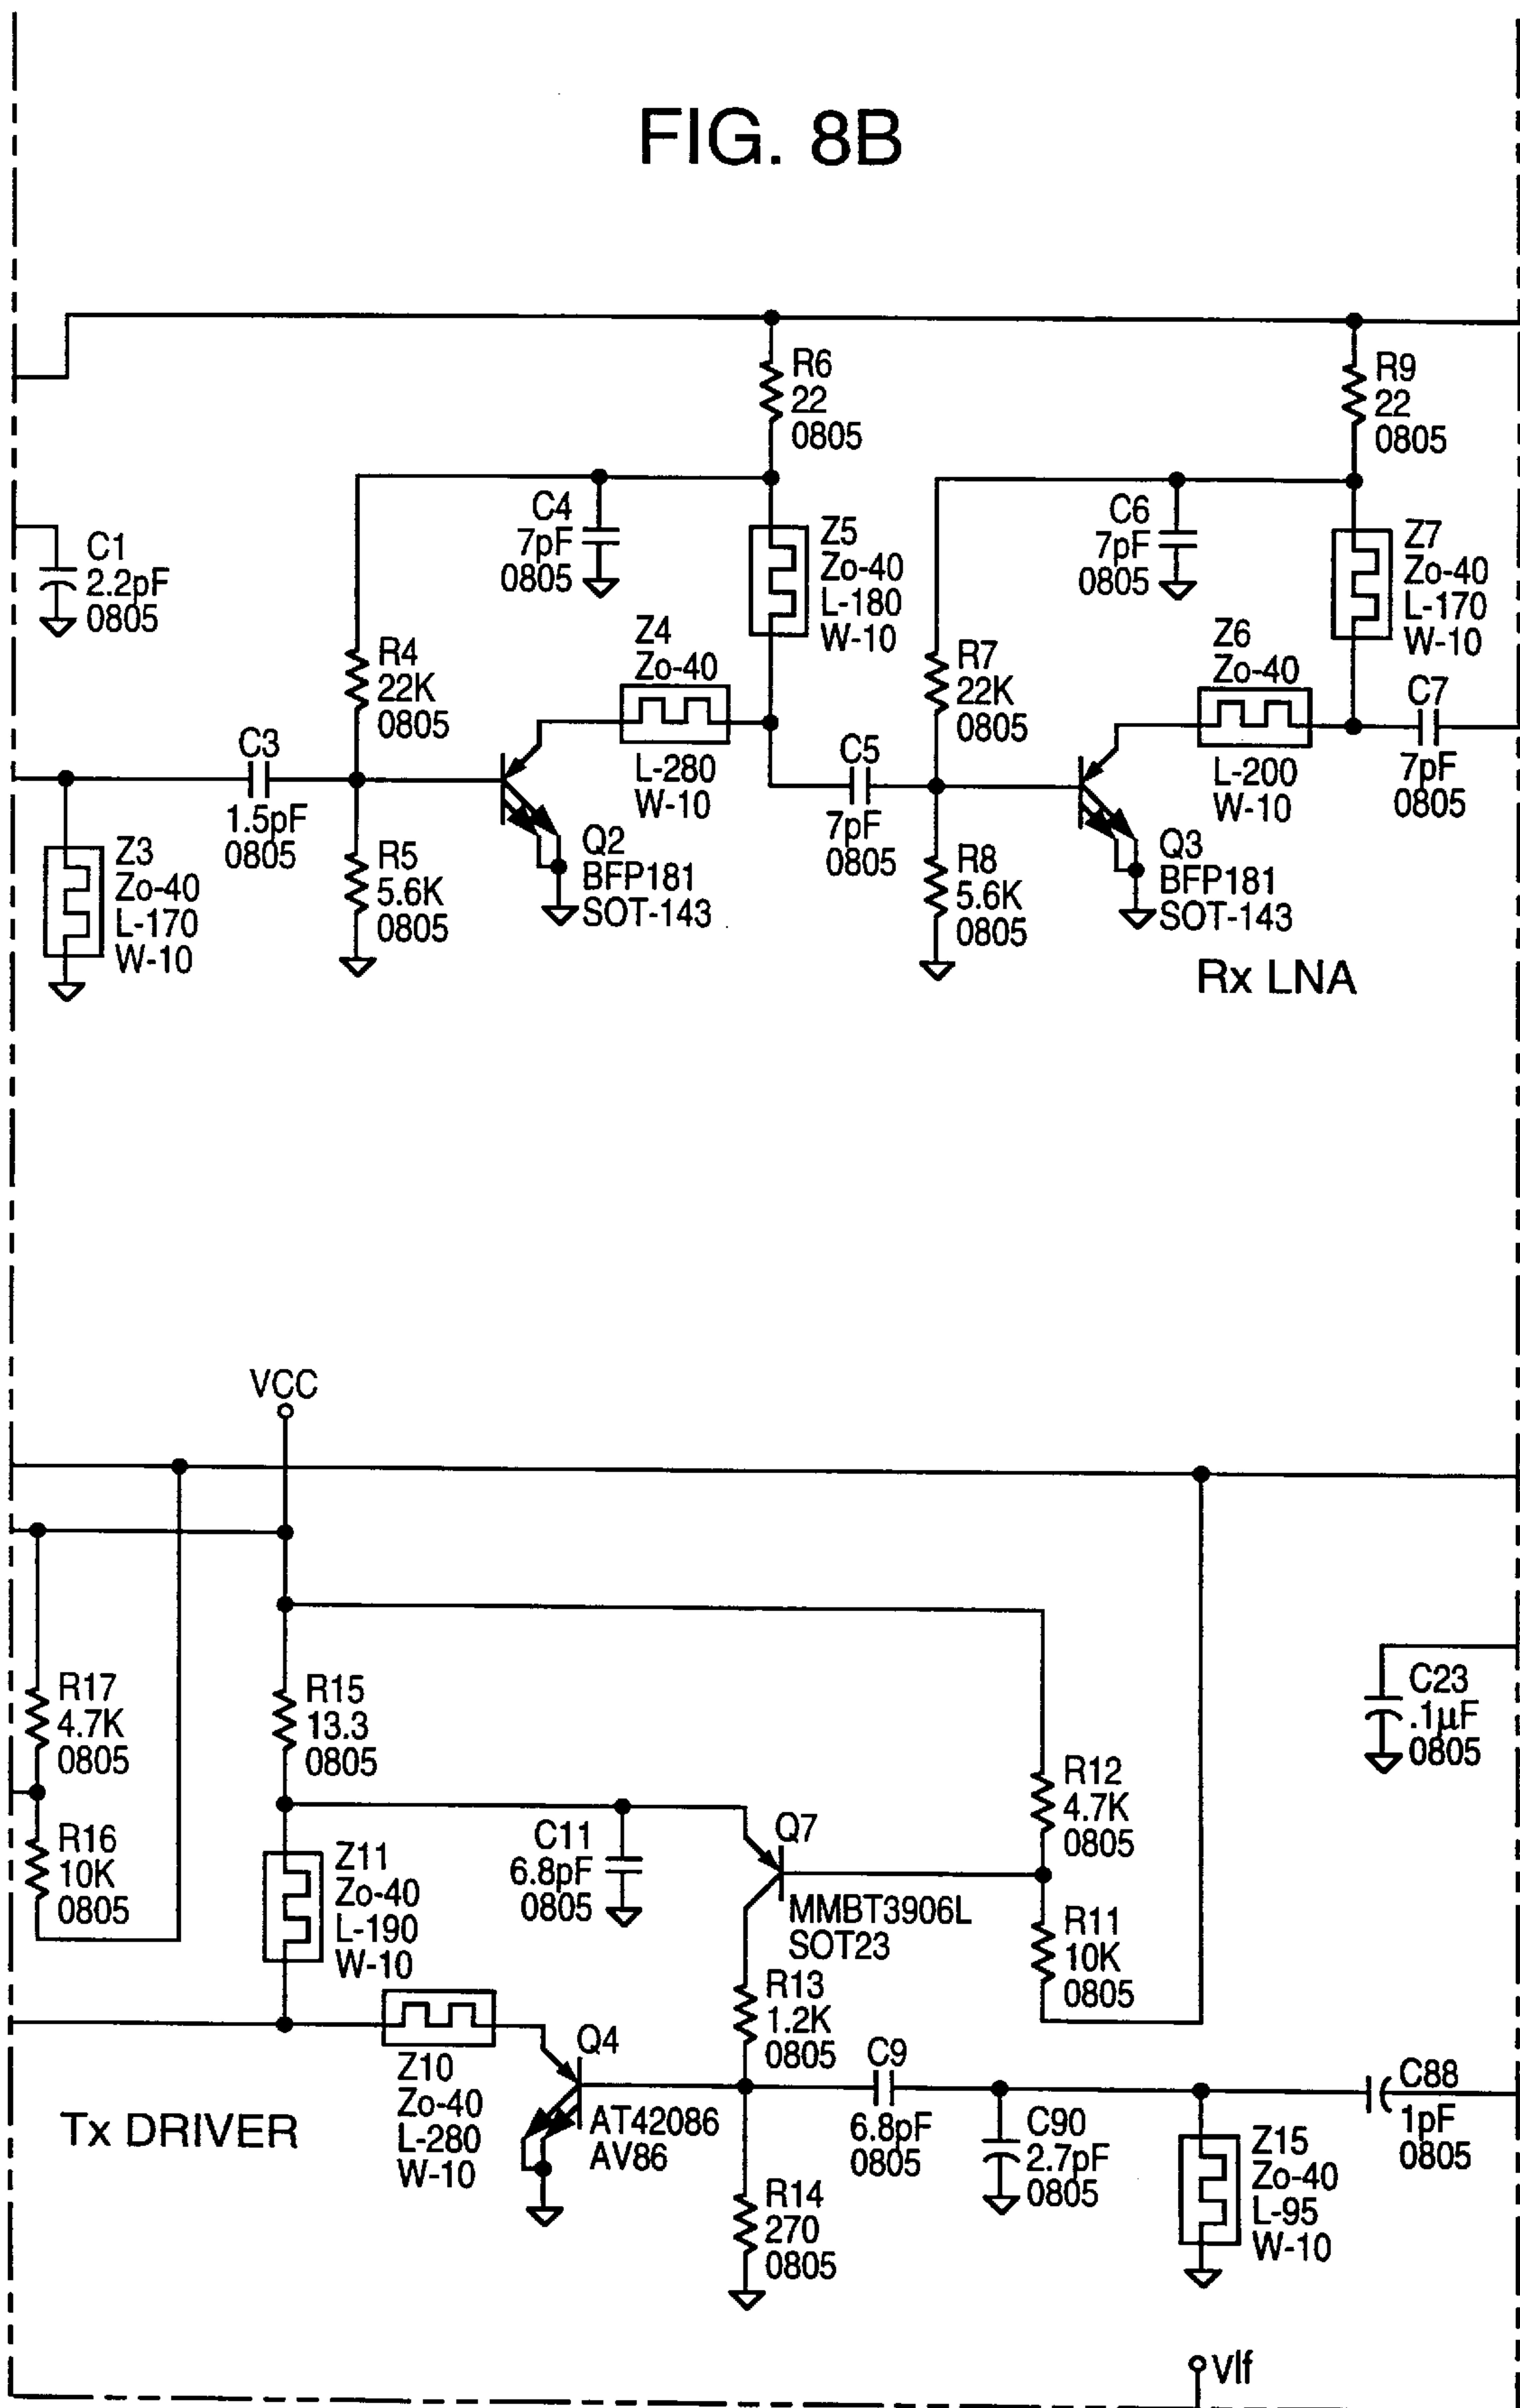 FIG. 8B
R6
22
0805
R9
22
0805
C1
2.2pF
0805
C4
7pF
0805
Z5
Zo-40
L-180
W-10
C6
7pF
0805
Z7
Zo-40
L-170
W-10
R4
22K
0805
Z4
Zo-40
L-280
W-10
R7
22K
0805
Z6
Zo-40
L-200
W-10
C7
7pF
0805
C3
1.5pF
0805
C5
7pF
0805
Z3
Zo-40
L-170
W-10
R5
5.6K
0805
Q2
BFP181
SOT-143
R8
5.6K
0805
Q3
BFP181
SOT-143
Rx LNA
VCC
R17
4.7K
0805
R15
13.3
0805
C23
.1µF
0805
R12
4.7K
0805
R16
10K
0805
Z11
Zo-40
L-190
W-10
C11
6.8pF
0805
Q7
MMBT3906L
SOT23
R11
10K
0805
R13
1.2K
0805
Z10
Zo-40
L-280
W-10
Q4
AT42086
AV86
C9
6.8pF
0805
C88
1pF
0805
Tx DRIVER
C90
2.7pF
0805
Z15
Zo-40
L-95
W-10
R14
270
0805
Vlf